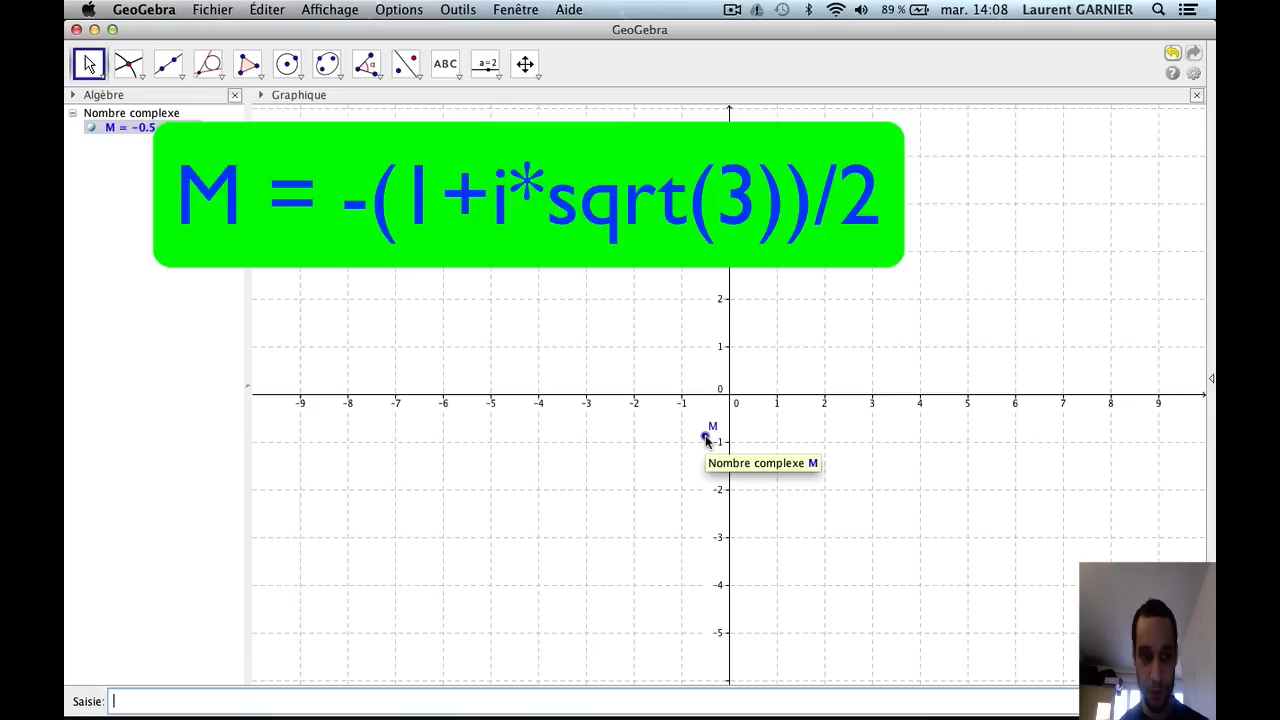 GeoGebra Fichier Éditer Affichage Options Outils Fenêtre Aide 89 % mar. 14:08 Laurent GARNIER
GeoGebra
ABC a=2
Algèbre Graphique
Nombre complexe
M = −0.5
M = -(1+i*sqrt(3))/2
2
1
0
-9 -8 -7 -6 -5 -4 -3 -2 -1 0 1 2 3 4 5 6 7 8 9
M
-1
Nombre complexe M
-2
-3
-4
-5
Saisie: